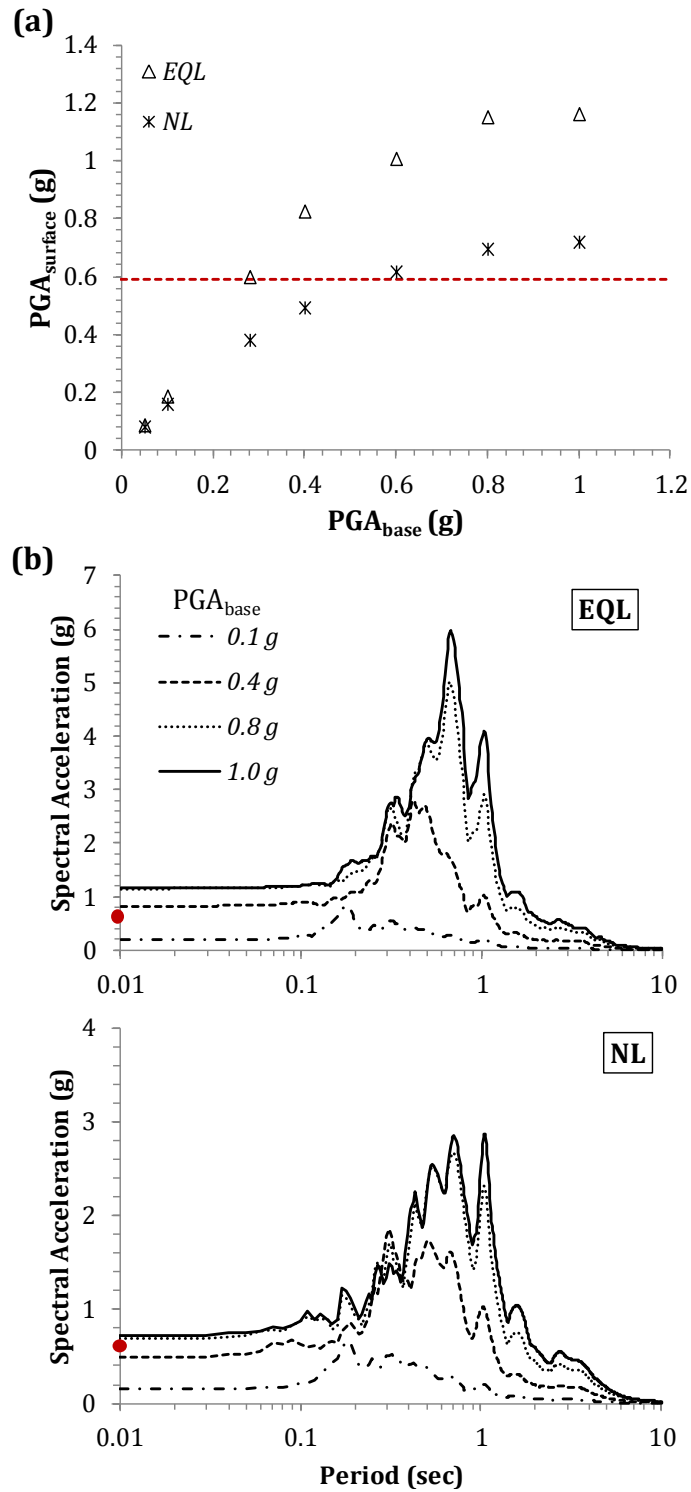 (a)
1.4
1.2
1
0.8
0.6
0.4
0.2
0
EQL
NL
PGAsurface (g)
0 0.2 0.4 0.6 0.8 1 1.2
PGAbase (g)
(b)
7
6
5
4
3
2
1
0
Spectral Acceleration (g)
PGAbase
0.1 g
0.4 g
0.8 g
1.0 g
EQL
0.01 0.1 1 10
4
3
2
1
0
Spectral Acceleration (g)
NL
0.01 0.1 1 10
Period (sec)